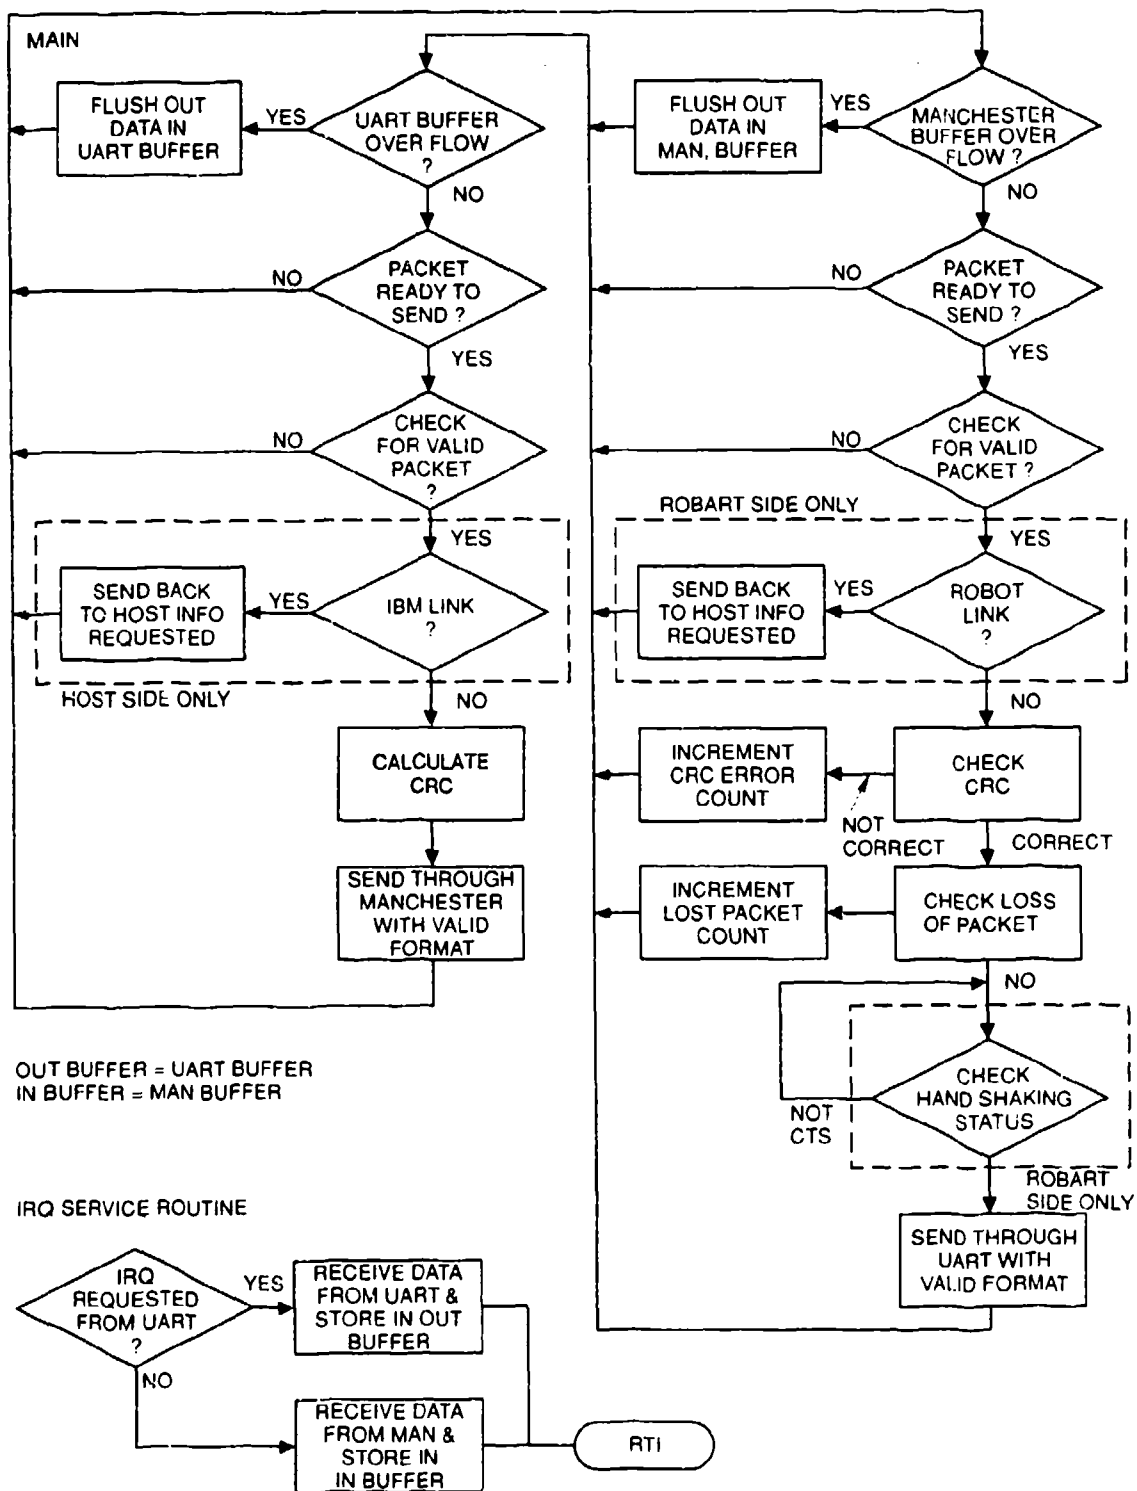 MAIN
FLUSH OUT
DATA IN
UART BUFFER
YES
UART BUFFER
OVER FLOW
?
NO
PACKET
READY TO
SEND ?
NO
YES
CHECK
FOR VALID
PACKET
?
NO
YES
SEND BACK
TO HOST INFO
REQUESTED
YES
IBM LINK
?
HOST SIDE ONLY
NO
CALCULATE
CRC
SEND THROUGH
MANCHESTER
WITH VALID
FORMAT
FLUSH OUT
DATA IN
MAN, BUFFER
YES
MANCHESTER
BUFFER OVER
FLOW ?
NO
PACKET
READY TO
SEND ?
NO
YES
CHECK
FOR VALID
PACKET ?
NO
ROBART SIDE ONLY
YES
SEND BACK
TO HOST INFO
REQUESTED
YES
ROBOT
LINK
?
NO
INCREMENT
CRC ERROR
COUNT
CHECK
CRC
NOT
CORRECT
CORRECT
INCREMENT
LOST PACKET
COUNT
CHECK LOSS
OF PACKET
NO
CHECK
HAND SHAKING
STATUS
NOT
CTS
ROBART
SIDE ONLY
SEND THROUGH
UART WITH
VALID FORMAT
OUT BUFFER = UART BUFFER
IN BUFFER = MAN BUFFER
IRQ SERVICE ROUTINE
IRQ
REQUESTED
FROM UART
?
YES
RECEIVE DATA
FROM UART &
STORE IN OUT
BUFFER
NO
RECEIVE DATA
FROM MAN &
STORE IN
IN BUFFER
RTI